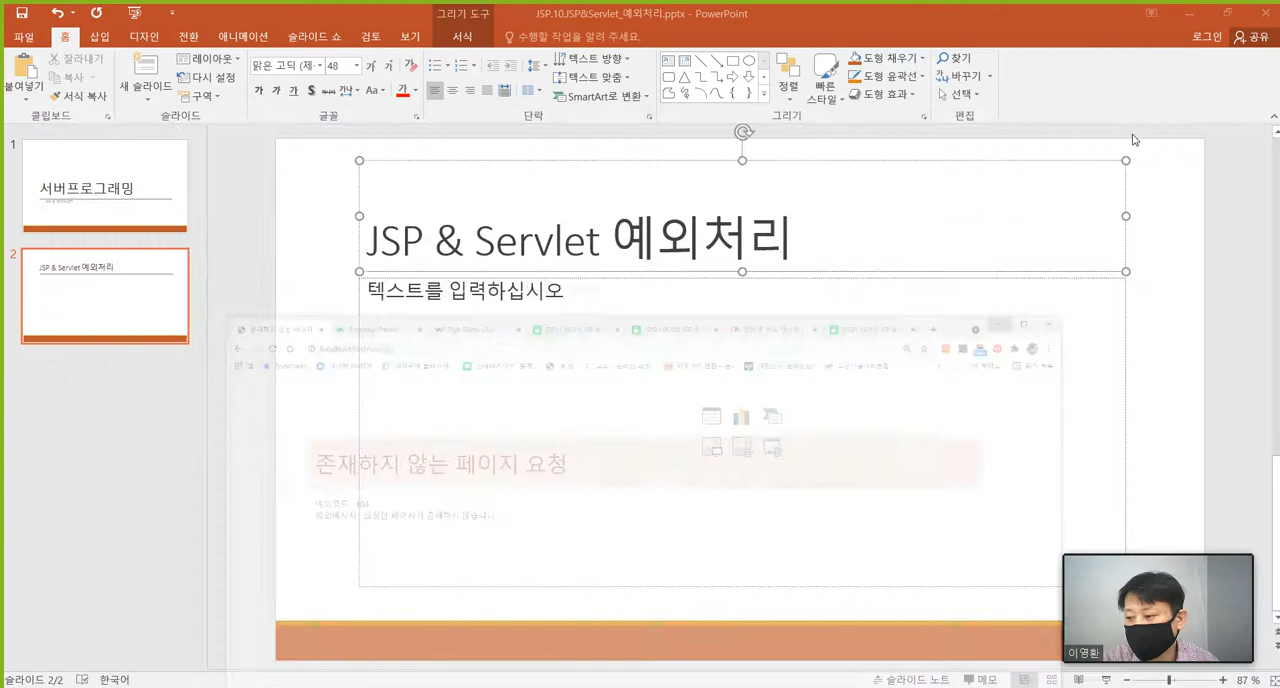 JSP.10.JSP&Servlet_예외처리.pptx - PowerPoint
그리기 도구
파일 홈 삽입 디자인 전환 애니메이션 슬라이드 쇼 검토 보기 서식 수행할 작업을 알려 주세요. 로그인 공유
붙여넣기 잘라내기 복사 서식 복사
새 슬라이드 레이아웃 다시 설정 구역
맑은 고딕 (제 48
텍스트 방향
텍스트 맞춤
SmartArt로 변환
정렬 빠른 스타일
도형 채우기
도형 윤곽선
도형 효과
찾기
바꾸기
선택
클립보드 슬라이드 글꼴 단락 그리기 편집
1
서버프로그래밍
2
JSP & Servlet 예외처리
JSP & Servlet 예외처리
텍스트를 입력하십시오
Bookmarks
존재하지 않는 페이지 요청
이영환
슬라이드 2/2 한국어 슬라이드 노트 메모 87 %